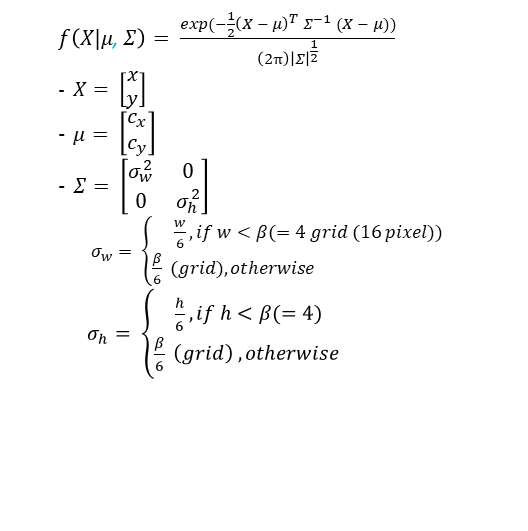 f(X|μ, Σ) = exp(−1/2(X − μ)^T Σ^−1 (X − μ)) / (2π)|Σ|^1/2
- X = [x y]
- μ = [c_x c_y]
- Σ = [σ_w^2 0 0 σ_h^2]
σ_w = { w/6, if w < β(= 4 grid (16 pixel))
β/6 (grid), otherwise
σ_h = { h/6, if h < β(= 4)
β/6 (grid) , otherwise